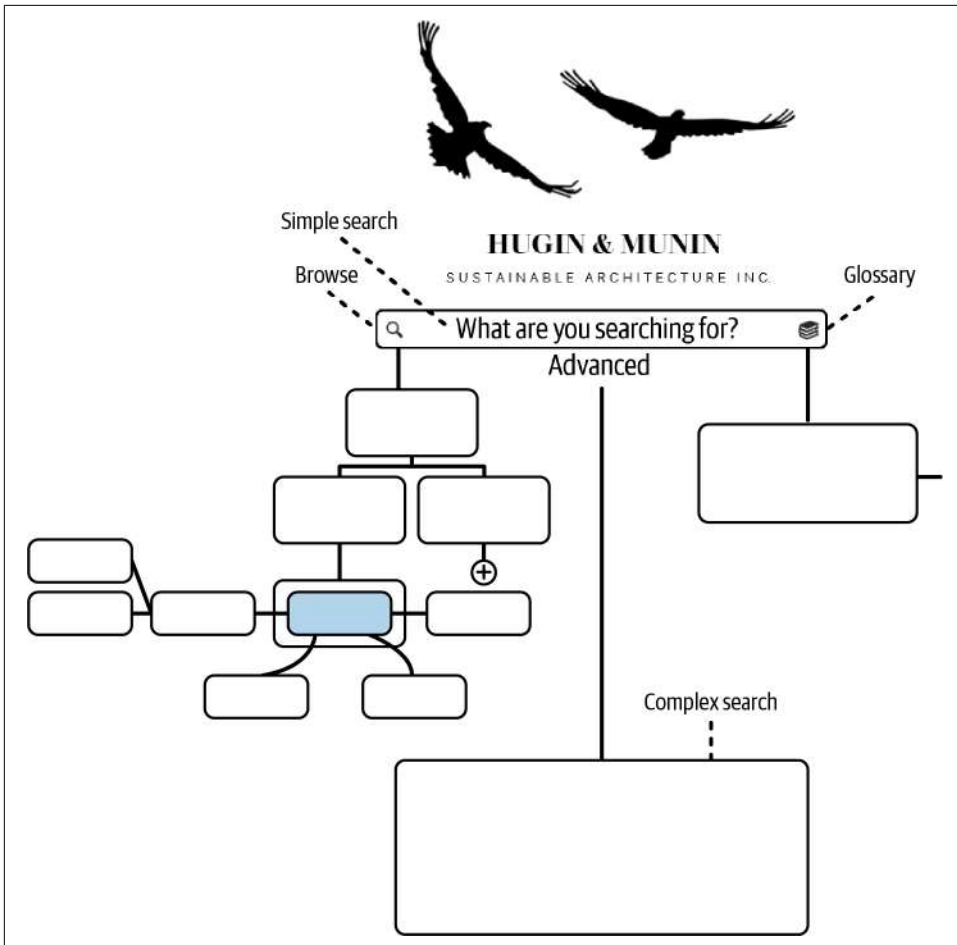 Simple search
HUGIN & MUNIN
Browse
SUSTAINABLE ARCHITECTURE INC.
Glossary
What are you searching for?
Advanced
Complex search